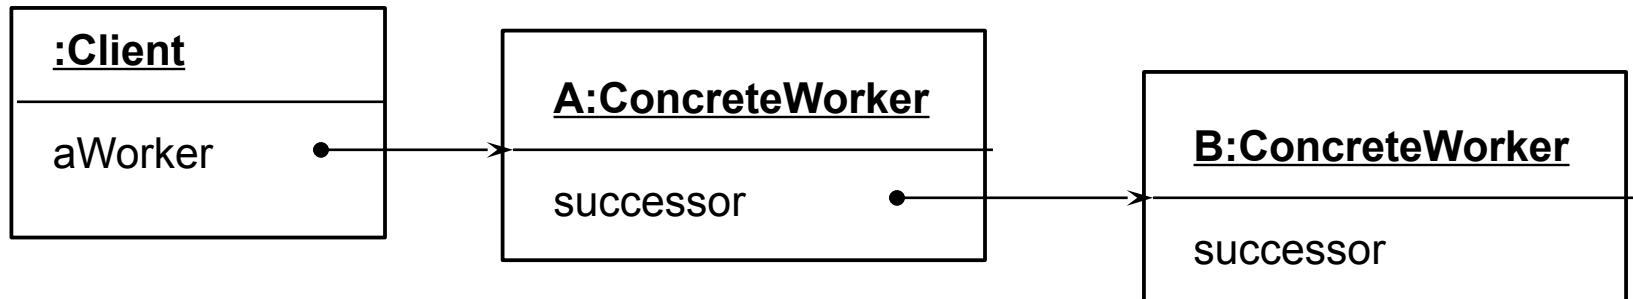 :Client
aWorker
A:ConcreteWorker
successor
B:ConcreteWorker
successor